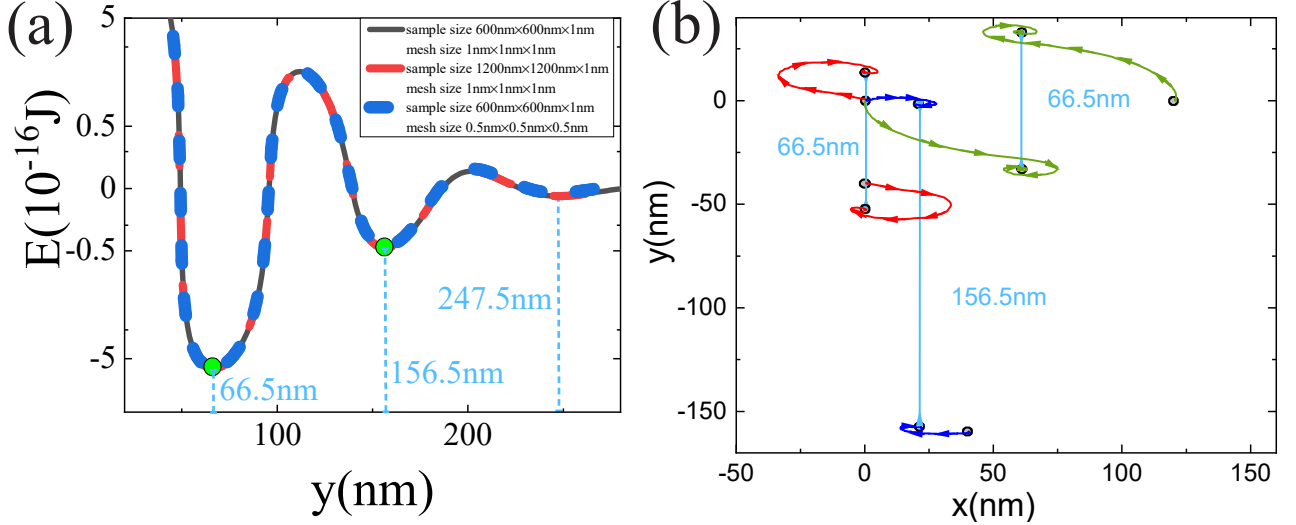 (a)
E(10⁻¹⁶J)
5
0.5
0
-0.5
-5
sample size 600nm×600nm×1nm
mesh size 1nm×1nm×1nm
sample size 1200nm×1200nm×1nm
mesh size 1nm×1nm×1nm
sample size 600nm×600nm×1nm
mesh size 0.5nm×0.5nm×0.5nm
66.5nm
156.5nm
247.5nm
100
200
y(nm)
(b)
y(nm)
0
-50
-100
-150
66.5nm
66.5nm
156.5nm
-50
0
50
100
150
x(nm)